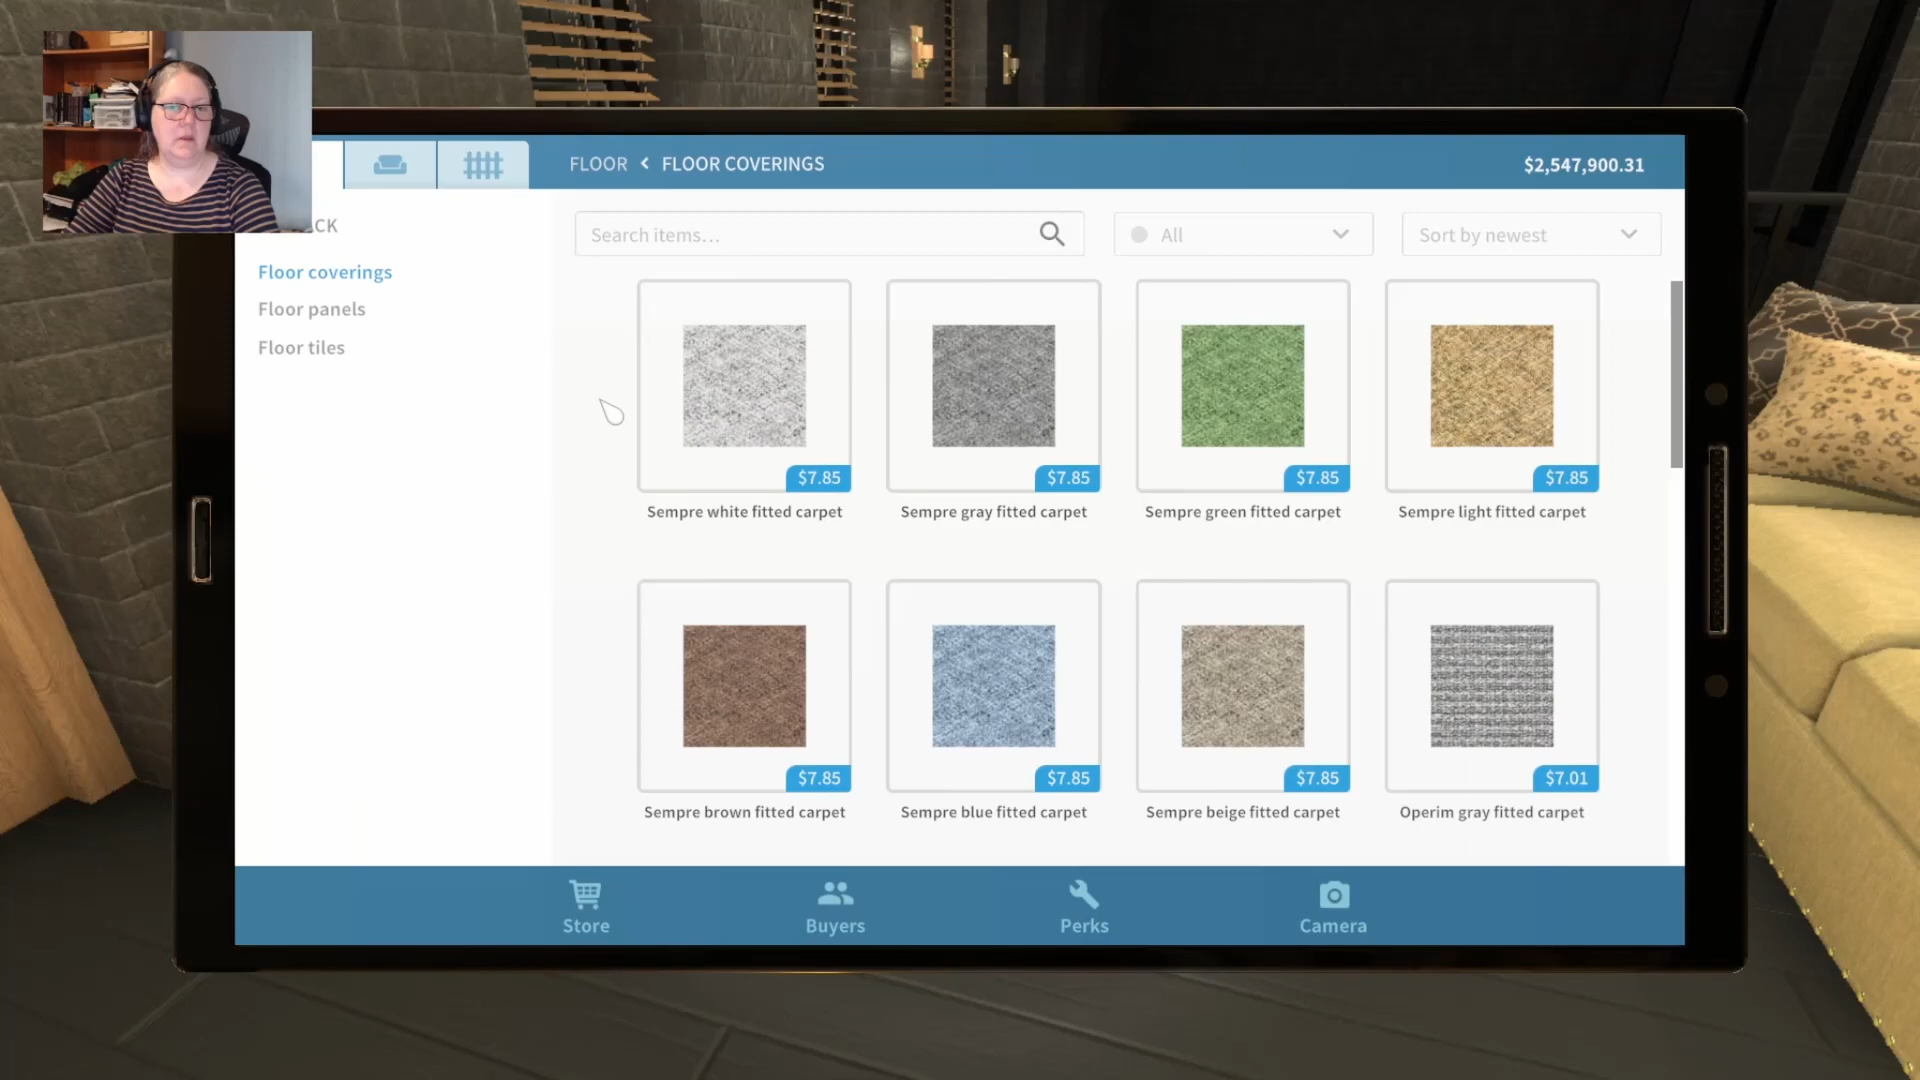 FLOOR < FLOOR COVERINGS
$2,547,900.31
CK
Search items...
All
Sort by newest
Floor coverings
Floor panels
Floor tiles
$7.85
$7.85
$7.85
$7.85
Sempre white fitted carpet
Sempre gray fitted carpet
Sempre green fitted carpet
Sempre light fitted carpet
$7.85
$7.85
$7.85
$7.01
Sempre brown fitted carpet
Sempre blue fitted carpet
Sempre beige fitted carpet
Operim gray fitted carpet
Store
Buyers
Perks
Camera